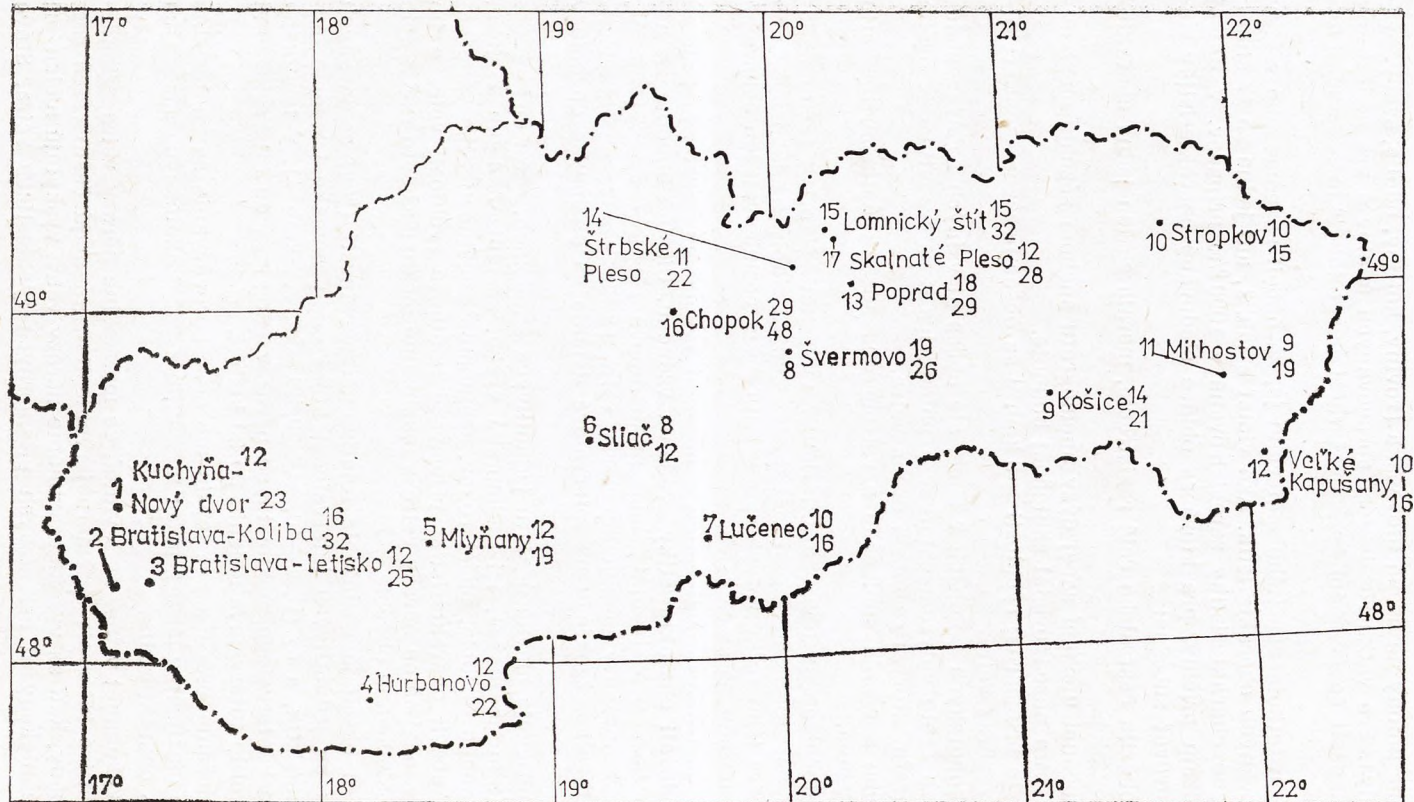 17° 18° 19° 20° 21° 22°
14
Štrbské 11
Pleso 22
15 Lomnický štít 15
32
17 Skalnaté Pleso 12
28
13 Poprad 18
29
10 Stropkov 10
15
49° 49°
16 Chopok 29
48
8 Švermovo 19
26
11 Milhostov 9
19
9 Košice 14
21
6 Sliač 8
12
12 Veľké 10
Kapušany 16
1 Kuchyňa- 12
Nový dvor 23
2 Bratislava-Koliba 16
32
3 Bratislava-letisko 12
25
5 Mlyňany 12
19
7 Lučenec 10
16
48° 48°
4 Hurbanovo 12
22
17° 18° 19° 20° 21° 22°